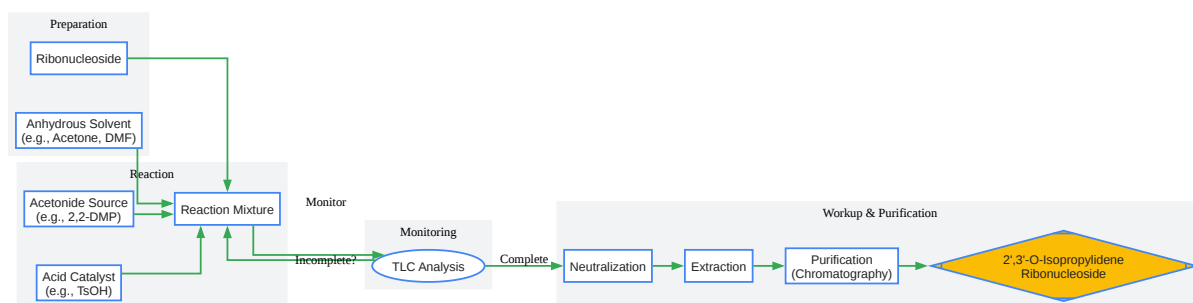 Preparation
Ribonucleoside
Anhydrous Solvent
(e.g., Acetone, DMF)
Reaction
Acetonide Source
(e.g., 2,2-DMP)
Reaction Mixture
Acid Catalyst
(e.g., TsOH)
Monitor
Incomplete?
Monitoring
TLC Analysis
Complete
Workup & Purification
Neutralization
Extraction
Purification
(Chromatography)
2',3'-O-Isopropylidene
Ribonucleoside